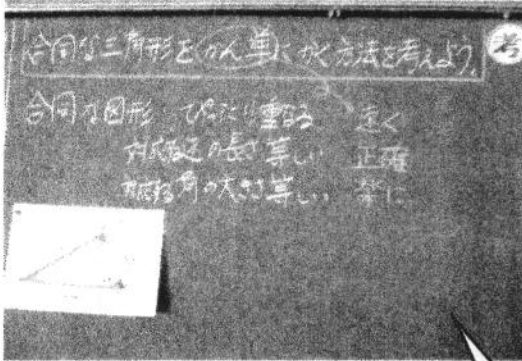 合同な三角形をかん単にかく方法を考えよう。
考
合同な図形 ぴったり重なる 速く
対応する辺の長さ等しい 正確
対応する角の大きさ等しい 楽に